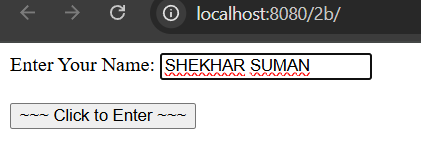 localhost:8080/2b/
Enter Your Name: SHEKHAR SUMAN
~~~ Click to Enter ~~~